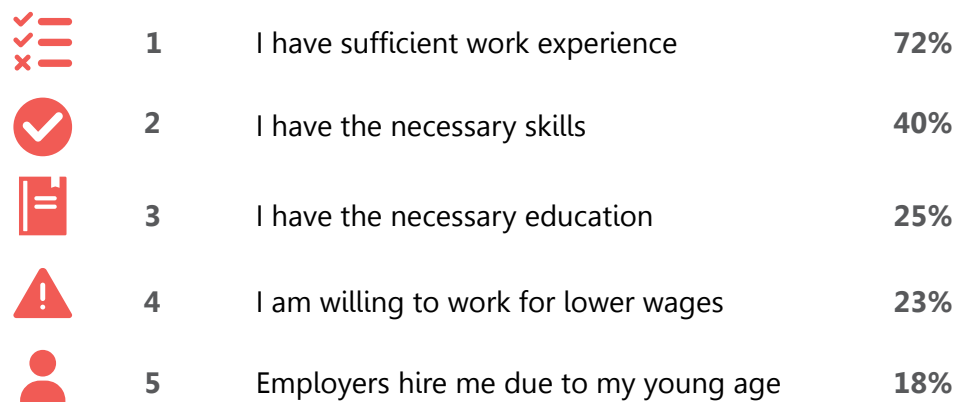 1 I have sufficient work experience 72%
2 I have the necessary skills 40%
3 I have the necessary education 25%
4 I am willing to work for lower wages 23%
5 Employers hire me due to my young age 18%